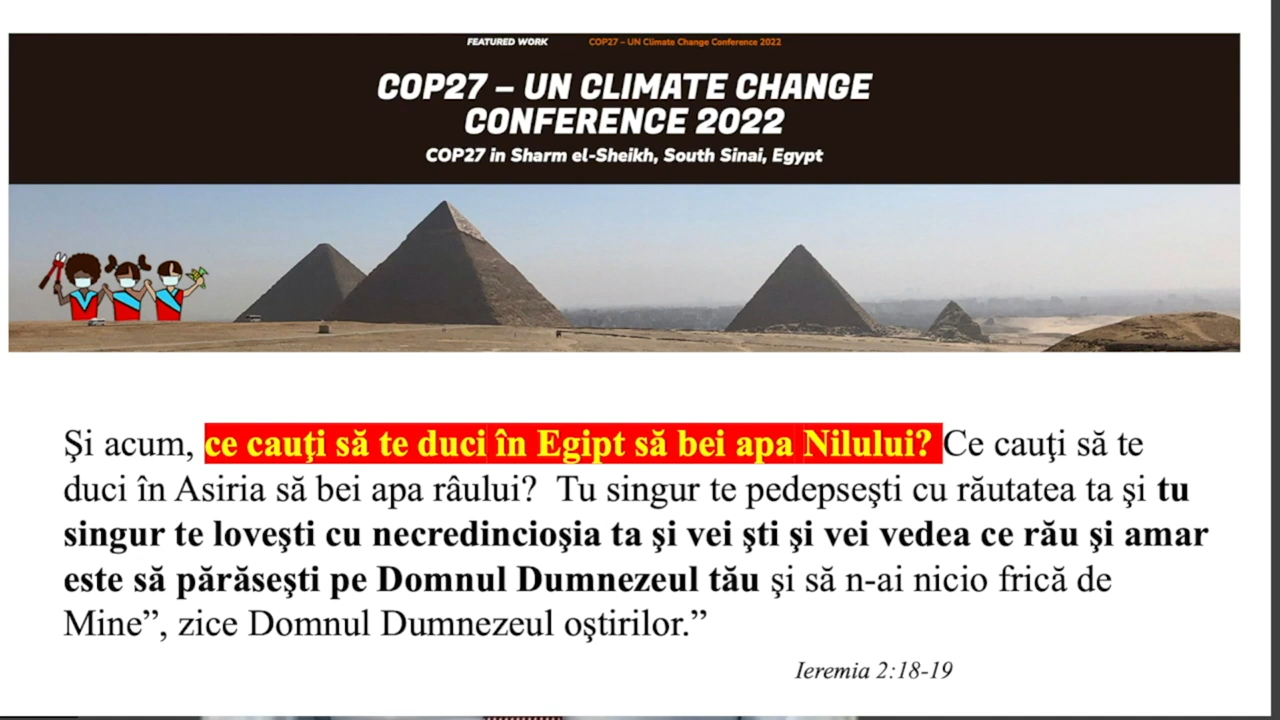 FEATURED WORK COP27 – UN Climate Change Conference 2022
COP27 – UN CLIMATE CHANGE
CONFERENCE 2022
COP27 in Sharm el-Sheikh, South Sinai, Egypt
Şi acum, ce cauţi să te duci în Egipt să bei apa Nilului? Ce cauţi să te
duci în Asiria să bei apa râului? Tu singur te pedepseşti cu răutatea ta şi tu
singur te loveşti cu necredincioşia ta şi vei şti şi vei vedea ce rău şi amar
este să părăseşti pe Domnul Dumnezeul tău şi să n-ai nicio frică de
Mine”, zice Domnul Dumnezeul oştirilor.”
Ieremia 2:18-19